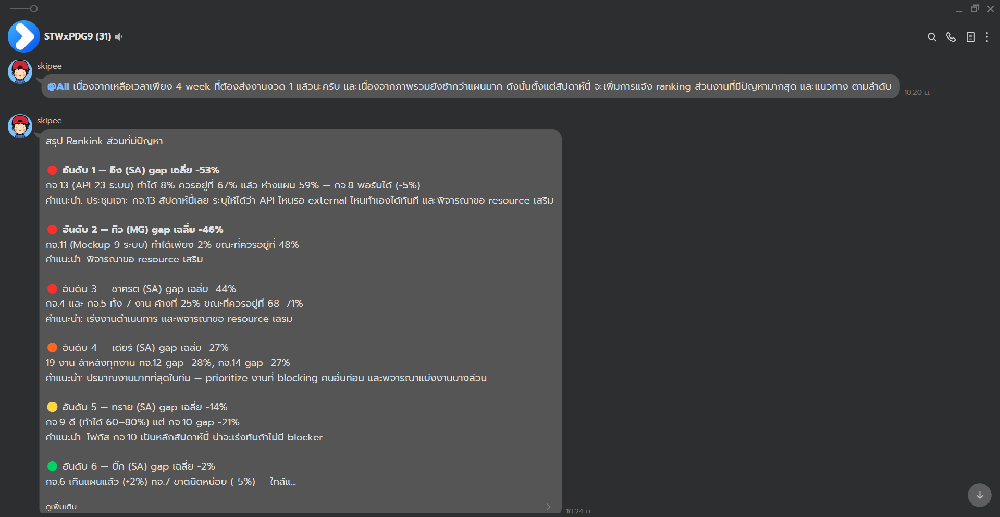 STWxPDG9 (31)
skipee
@All เนื่องจากเหลือเวลาเพียง 4 week ที่ต้องส่งงานงวด 1 แล้วนะครับ และเนื่องจากภาพรวมยังช้ากว่าแผนมาก ดังนั้นตั้งแต่สัปดาห์นี้ จะเพิ่มการแจ้ง ranking ส่วนงานที่มีปัญหามากสุด และแนวทาง ตามลำดับ
10.20 น.
skipee
สรุป Rankink ส่วนที่มีปัญหา
🔴 อันดับ 1 — อิง (SA) gap เฉลี่ย -53%
กจ.13 (API 23 ระบบ) ทำได้ 8% ควรอยู่ที่ 67% แล้ว ห่างแผน 59% — กจ.8 พอรับได้ (-5%)
คำแนะนำ: ประชุมเจาะ กจ.13 สัปดาห์นี้เลย ระบุให้ได้ว่า API ไหนรอ external ไหนทำเองได้ทันที และพิจารณาขอ resource เสริม
🔴 อันดับ 2 — ทิว (MG) gap เฉลี่ย -46%
กจ.11 (Mockup 9 ระบบ) ทำได้เพียง 2% ขณะที่ควรอยู่ที่ 48%
คำแนะนำ: พิจารณาขอ resource เสริม
🔴 อันดับ 3 — ชาคริต (SA) gap เฉลี่ย -44%
กจ.4 และ กจ.5 ทั้ง 7 งาน ค้างที่ 25% ขณะที่ควรอยู่ที่ 68–71%
คำแนะนำ: เร่งงานดำเนินการ และพิจารณาขอ resource เสริม
🟠 อันดับ 4 — เดียร์ (SA) gap เฉลี่ย -27%
19 งาน ล้าหลังทุกงาน กจ.12 gap -28%, กจ.14 gap -27%
คำแนะนำ: ปริมาณงานมากที่สุดในทีม — prioritize งานที่ blocking คนอื่นก่อน และพิจารณาแบ่งงานบางส่วน
🟡 อันดับ 5 — ทราย (SA) gap เฉลี่ย -14%
กจ.9 ดี (ทำได้ 60–80%) แต่ กจ.10 gap -21%
คำแนะนำ: โฟกัส กจ.10 เป็นหลักสัปดาห์นี้ น่าจะเร่งทันถ้าไม่มี blocker
🟢 อันดับ 6 — บิ๊ก (SA) gap เฉลี่ย -2%
กจ.6 เกินแผนแล้ว (+2%) กจ.7 ขาดนิดหน่อย (-5%) — ใกล้แ...
ดูเพิ่มเติม
10.24 น